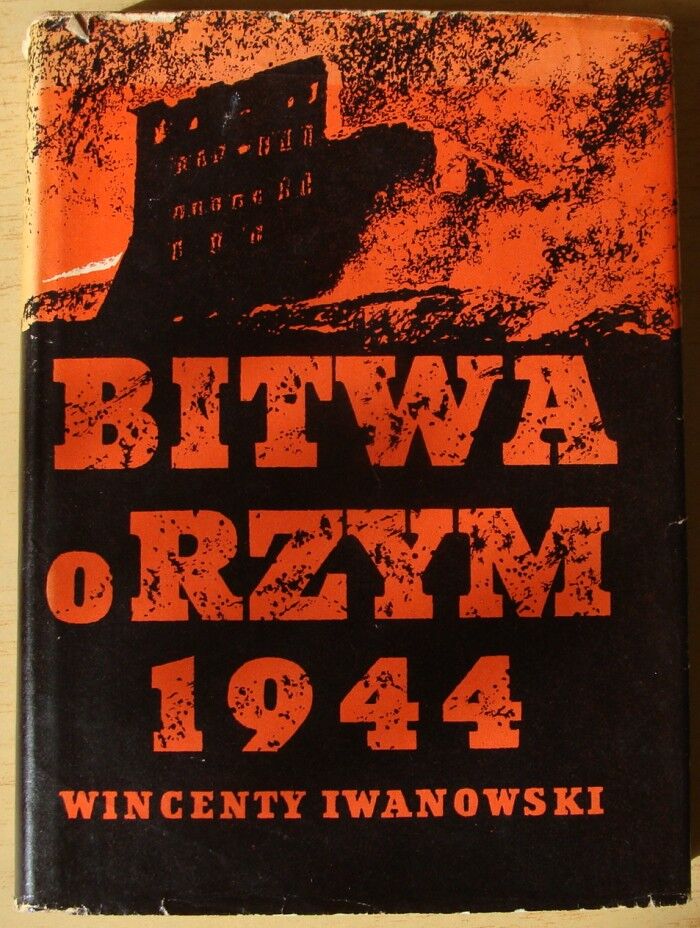 BITWA
o RZYM
1944
WINCENTY IWANOWSKI